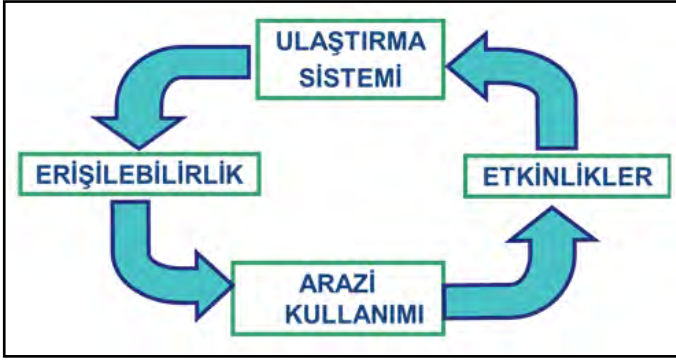 ULAŞTIRMA
SİSTEMİ
ERİŞİLEBİLİRLİK
ETKİNLİKLER
ARAZİ
KULLANIMI